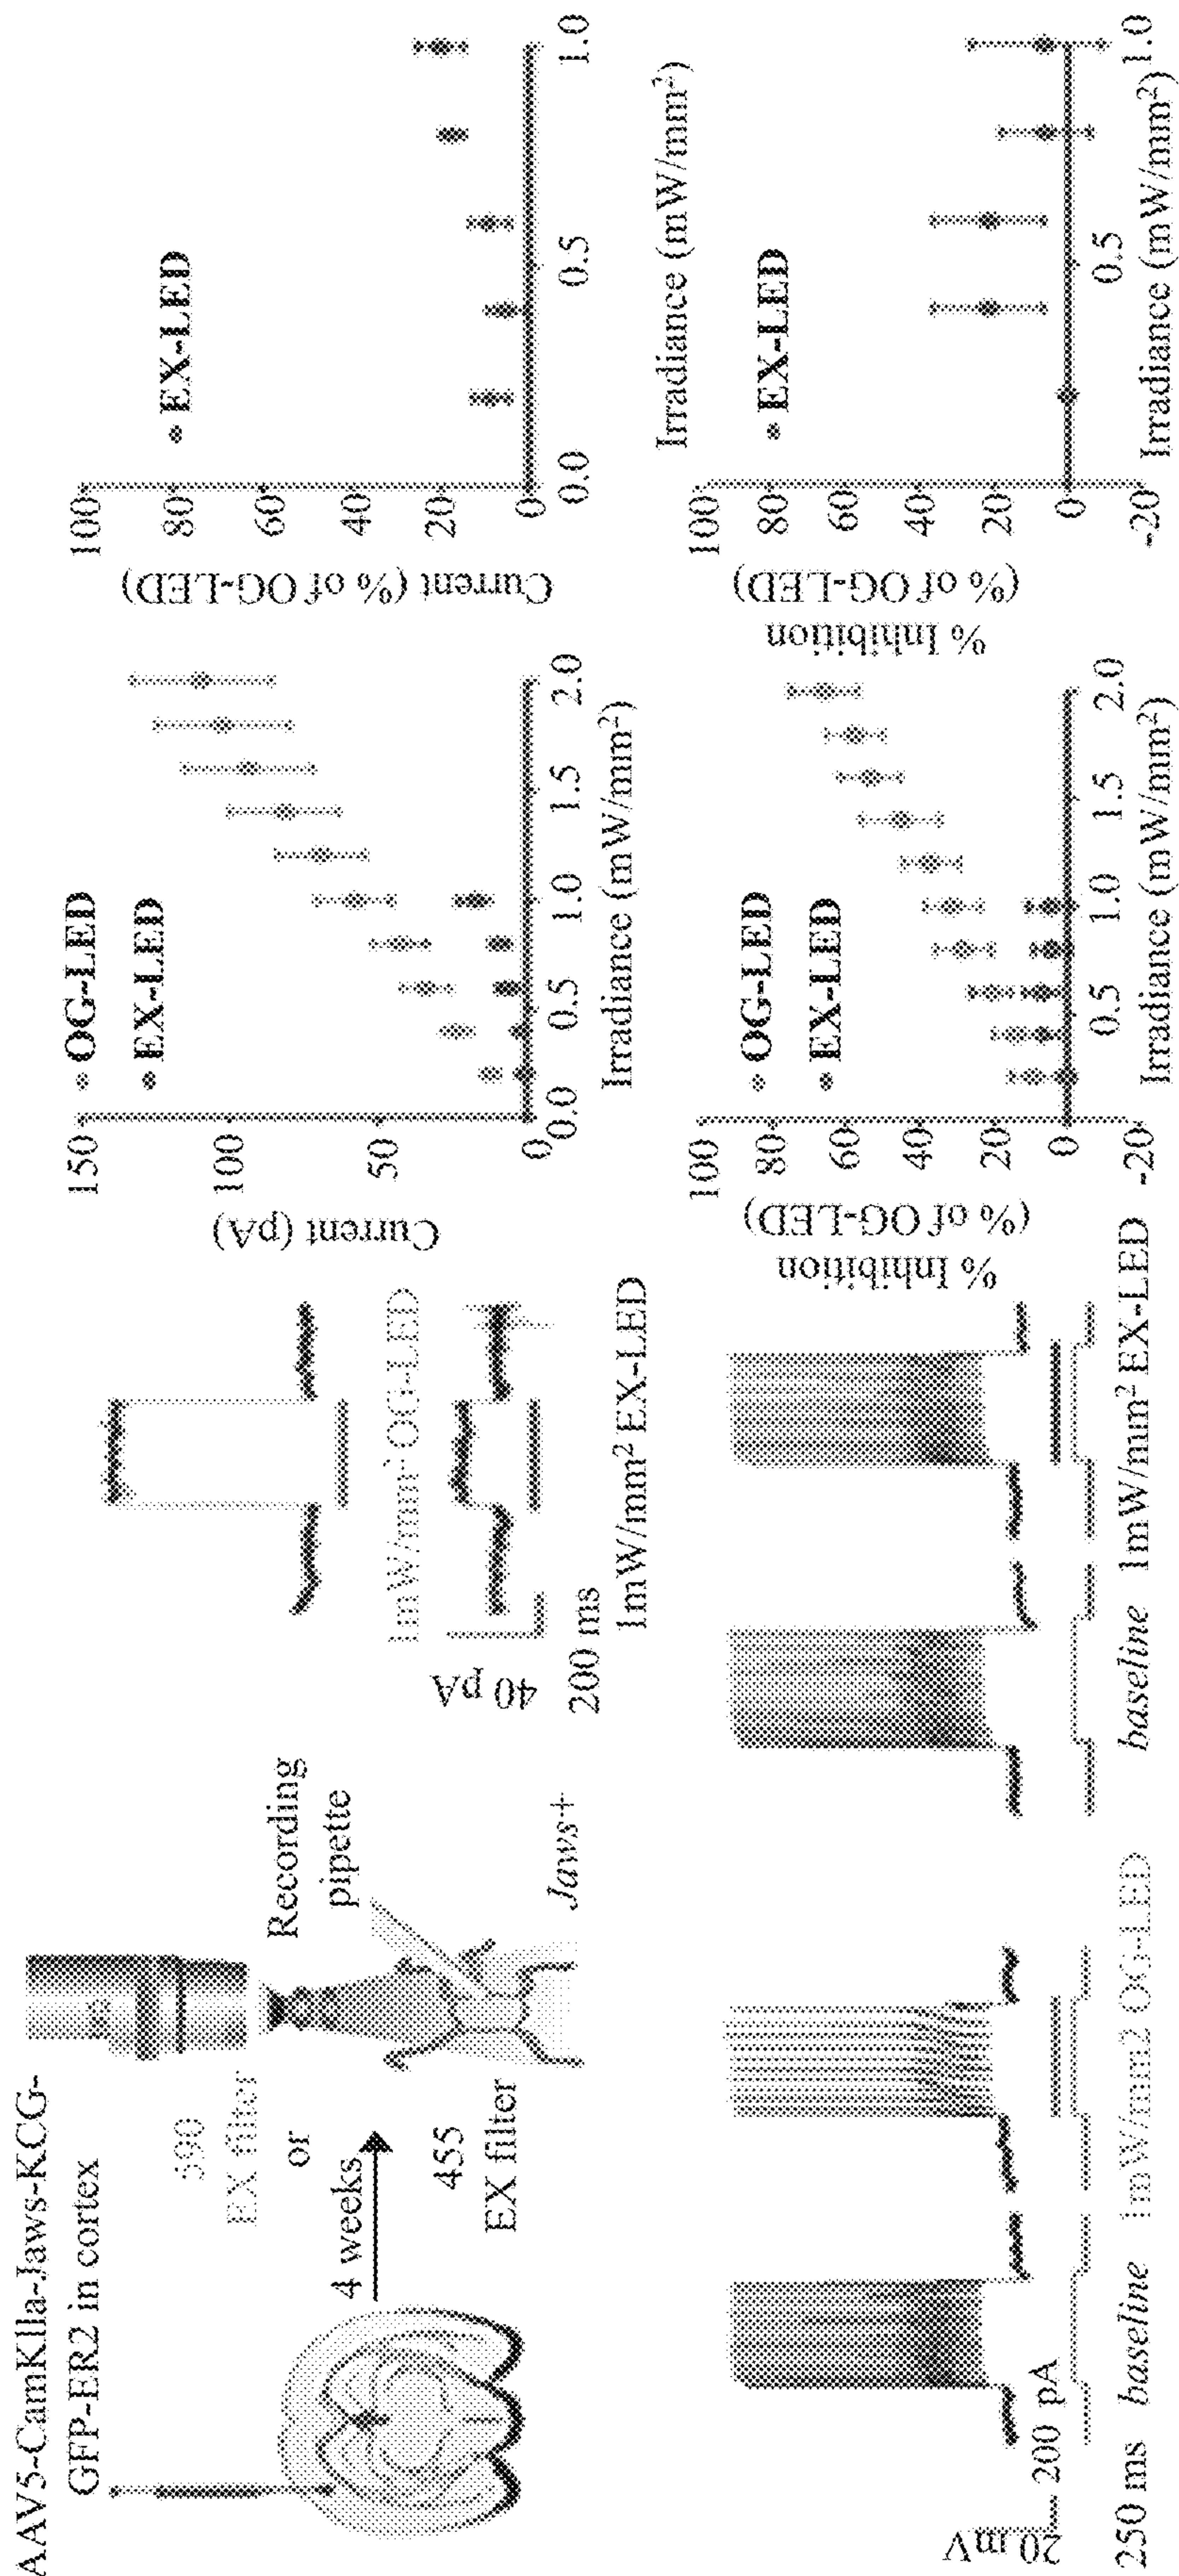 AAV5-CamKlla-Jaws-KCG-
GFP-ER2 in cortex
590
EX filter
or
4 weeks
455
EX filter
Recording
pipette
Jaws+
40 pA
200 ms
1mW/mm² OG-LED
1mW/mm² EX-LED
150
100
50
0
Current (pA)
OG-LED
EX-LED
0.0
0.5
1.0
1.5
2.0
Irradiance (mW/mm²)
100
80
60
40
20
0
Current (% of OG-LED)
EX-LED
0.0
0.5
1.0
Irradiance (mW/mm²)
20 mV
200 pA
250 ms
baseline
1mW/mm2 OG-LED
baseline
1mW/mm² EX-LED
100
80
60
40
20
0
-20
% Inhibition
(% of OG-LED)
OG-LED
EX-LED
0.5
1.0
1.5
2.0
Irradiance (mW/mm²)
100
80
60
40
20
0
-20
% Inhibition
(% of OG-LED)
EX-LED
0.5
1.0
Irradiance (mW/mm²)